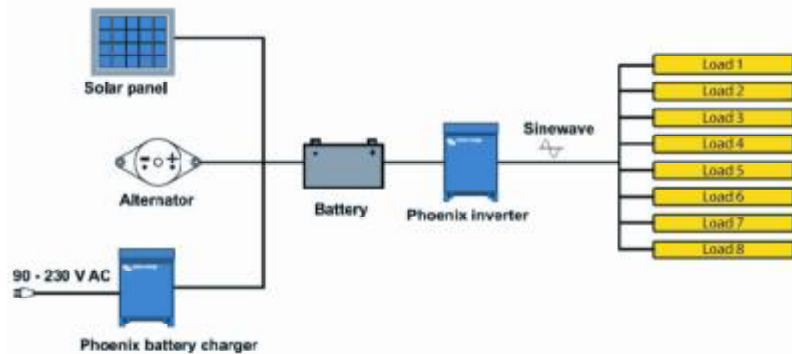 Solar panel
Alternator
90 - 230 V AC
Phoenix battery charger
Battery
Phoenix inverter
Sinewave
Load 1
Load 2
Load 3
Load 4
Load 5
Load 6
Load 7
Load 8